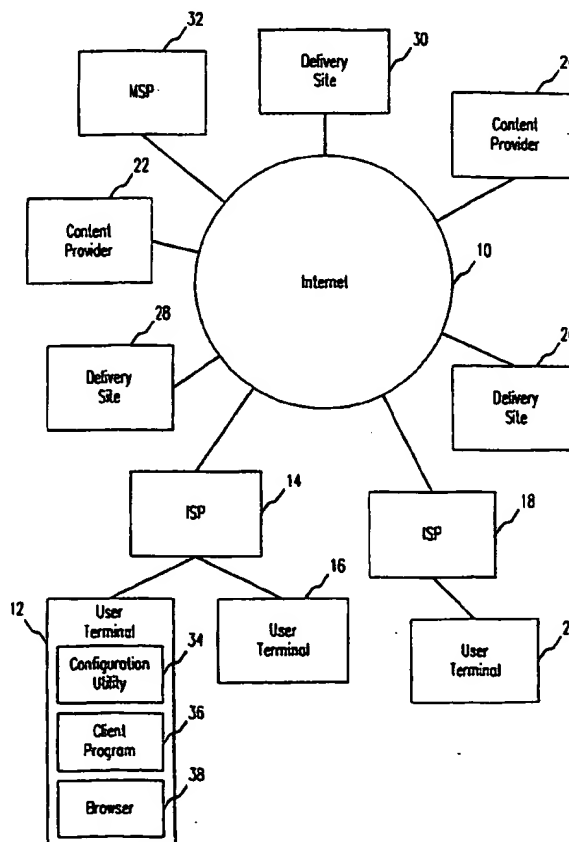 32
MSP
30
Delivery
Site
Content
Provider
22
Content
Provider
Internet
10
28
Delivery
Site
Delivery
Site
14
ISP
18
ISP
12
User
Terminal
16
User
Terminal
User
Terminal
34
Configuration
Utility
36
Client
Program
38
Browser